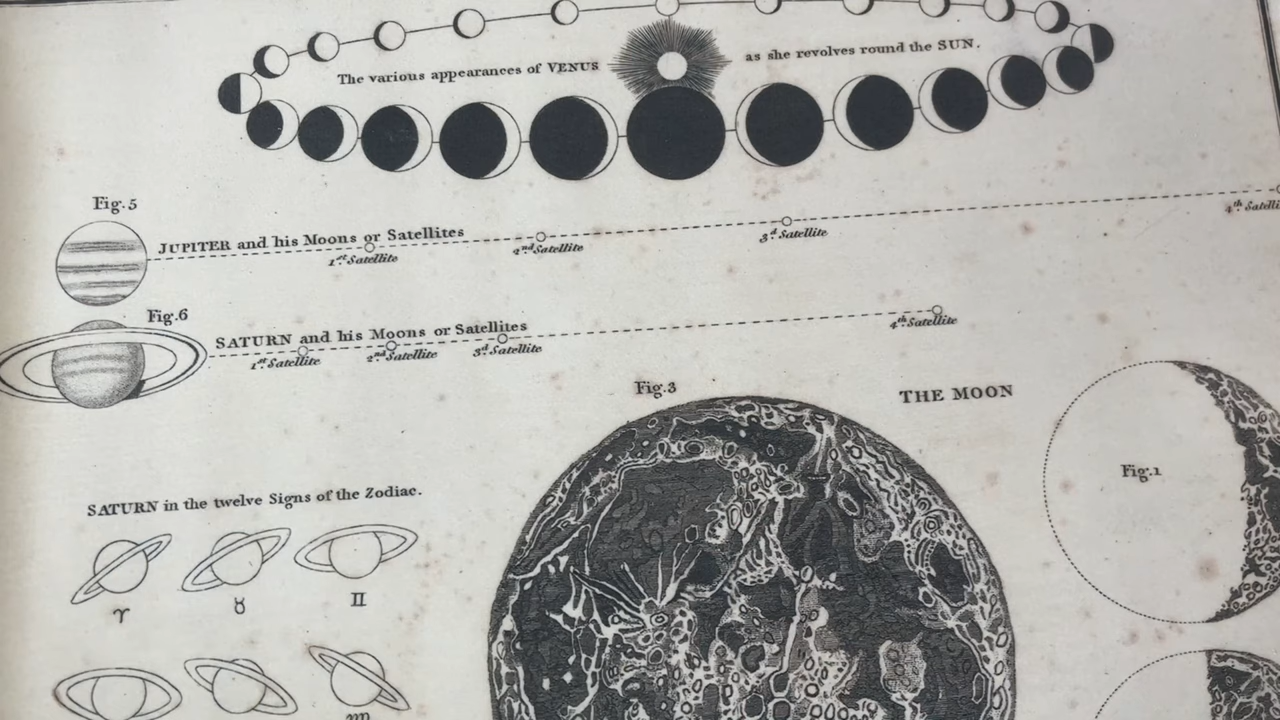 The various appearances of VENUS as she revolves round the SUN.
Fig.5
JUPITER and his Moons or Satellites
1st Satellite
2nd Satellite
3d Satellite
4th
Fig.6
SATURN and his Moons or Satellites
1st Satellite
2nd Satellite
3d Satellite
4th Satellite
Fig.3
THE MOON
Fig.1
SATURN in the twelve Signs of the Zodiac.
♈ ♉ ♊
♍